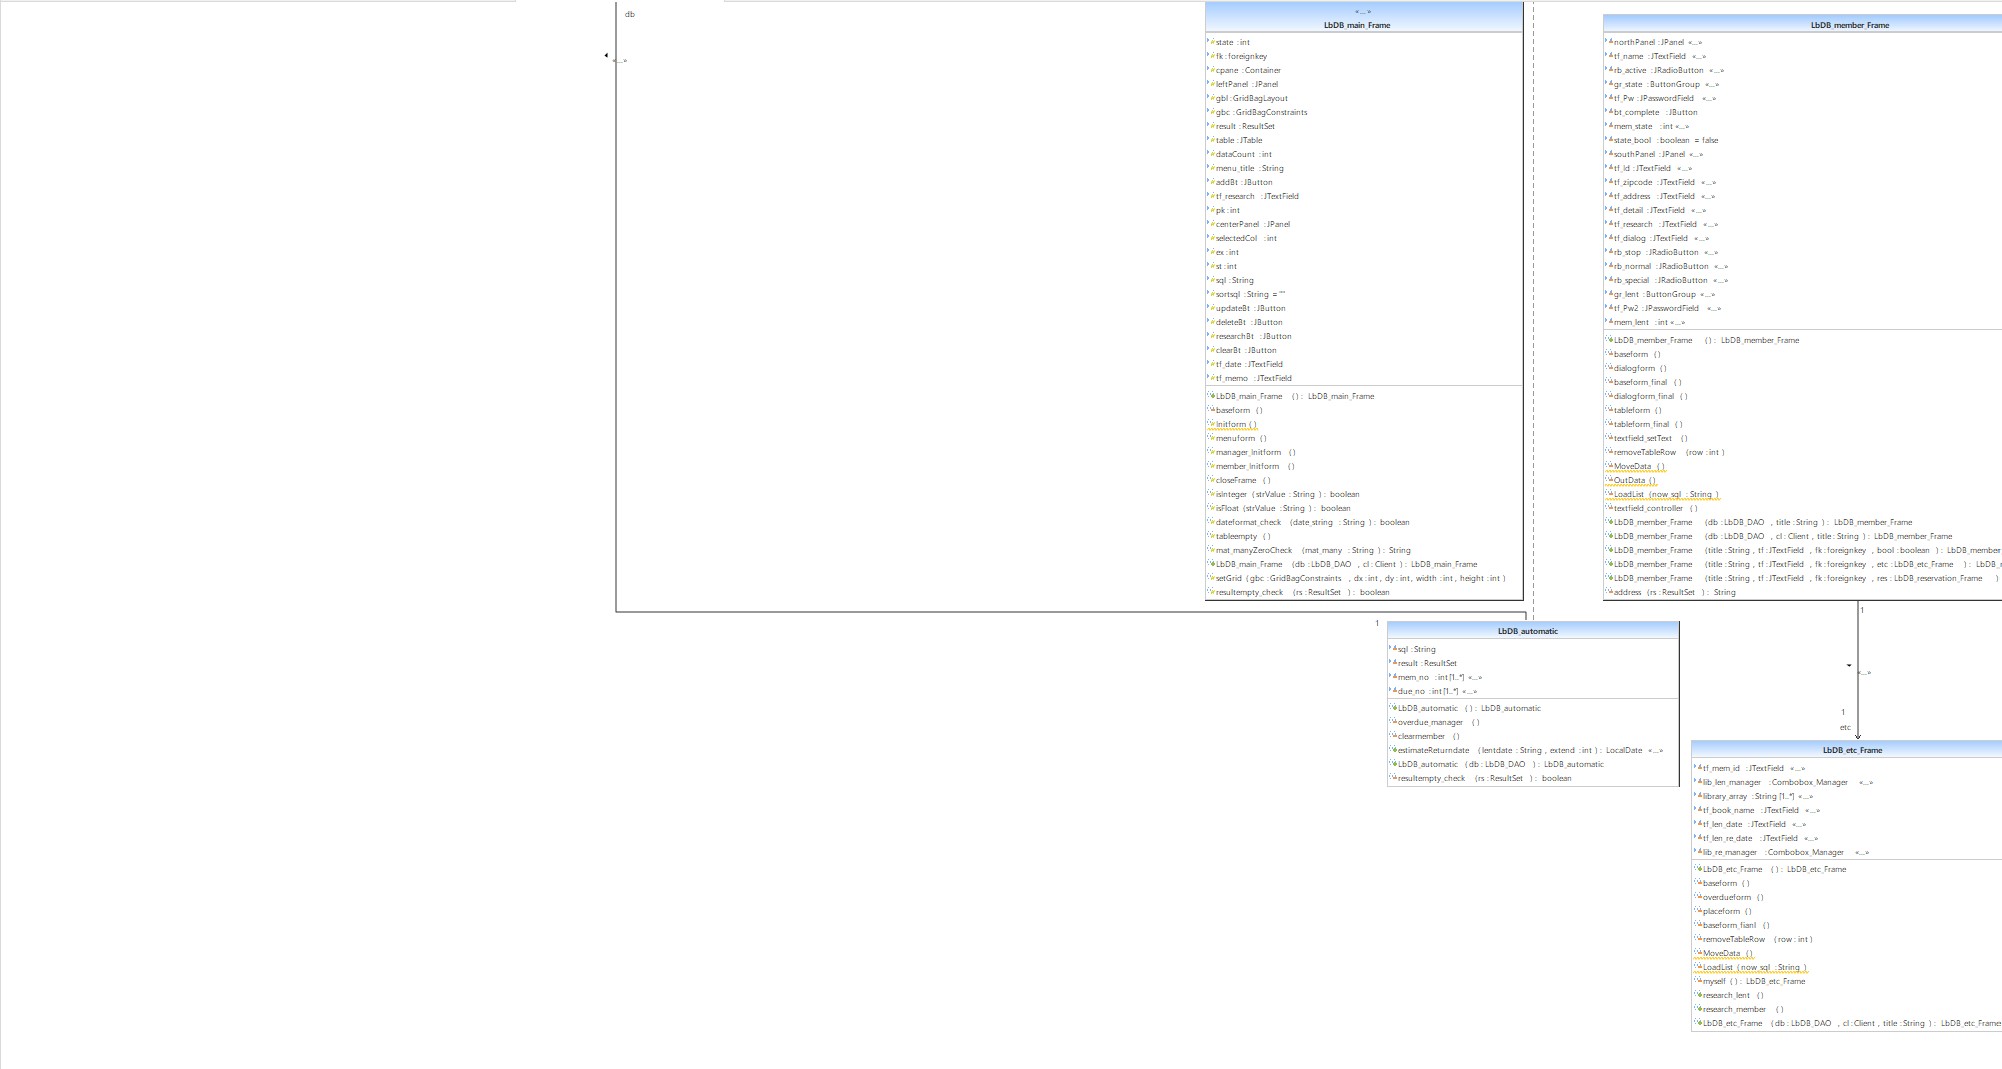 db
«...»
«...»
LbDB_main_Frame
state : int
fk : foreignkey
cpane : Container
leftPanel : JPanel
gbl : GridBagLayout
gbc : GridBagConstraints
result : ResultSet
table : JTable
dataCount : int
menu_title : String
addBt : JButton
tf_research : JTextField
pk : int
centerPanel : JPanel
selectedCol : int
ex : int
st : int
sql : String
sortsql : String = ""
updateBt : JButton
deleteBt : JButton
researchBt : JButton
clearBt : JButton
tf_date : JTextField
tf_memo : JTextField
LbDB_main_Frame ( ) : LbDB_main_Frame
baseform ( )
Initform ( )
menuform ( )
manager_Initform ( )
member_Initform ( )
closeFrame ( )
isInteger ( strValue : String ) : boolean
isFloat ( strValue : String ) : boolean
dateformat_check ( date_string : String ) : boolean
tableempty ( )
mat_manyZeroCheck ( mat_many : String ) : String
LbDB_main_Frame ( db : LbDB_DAO , cl : Client ) : LbDB_main_Frame
setGrid ( gbc : GridBagConstraints , dx : int , dy : int , width : int , height : int )
resultempty_check ( rs : ResultSet ) : boolean
LbDB_member_Frame
northPanel : JPanel «...»
tf_name : JTextField «...»
rb_active : JRadioButton «...»
gr_state : ButtonGroup «...»
tf_Pw : JPasswordField «...»
bt_complete : JButton
mem_state : int «...»
state_bool : boolean = false
southPanel : JPanel «...»
tf_Id : JTextField «...»
tf_zipcode : JTextField «...»
tf_address : JTextField «...»
tf_detail : JTextField «...»
tf_research : JTextField «...»
tf_dialog : JTextField «...»
rb_stop : JRadioButton «...»
rb_normal : JRadioButton «...»
rb_special : JRadioButton «...»
gr_lent : ButtonGroup «...»
tf_Pw2 : JPasswordField «...»
mem_lent : int «...»
LbDB_member_Frame ( ) : LbDB_member_Frame
baseform ( )
dialogform ( )
baseform_final ( )
dialogform_final ( )
tableform ( )
tableform_final ( )
textfield_setText ( )
removeTableRow ( row : int )
MoveData ( )
OutData ( )
LoadList ( now_sql : String )
textfield_controller ( )
LbDB_member_Frame ( db : LbDB_DAO , title : String ) : LbDB_member_Frame
LbDB_member_Frame ( db : LbDB_DAO , cl : Client , title : String ) : LbDB_member_Frame
LbDB_member_Frame ( title : String , tf : JTextField , fk : foreignkey , bool : boolean ) : LbDB_member
LbDB_member_Frame ( title : String , tf : JTextField , fk : foreignkey , etc : LbDB_etc_Frame ) : LbDB_
LbDB_member_Frame ( title : String , tf : JTextField , fk : foreignkey , res : LbDB_reservation_Frame )
address ( rs : ResultSet ) : String
1
1
«...»
1
etc
LbDB_automatic
sql : String
result : ResultSet
mem_no : int [1..*] «...»
due_no : int [1..*] «...»
LbDB_automatic ( ) : LbDB_automatic
overdue_manager ( )
clearmember ( )
estimateReturndate ( lentdate : String , extend : int ) : LocalDate «...»
LbDB_automatic ( db : LbDB_DAO ) : LbDB_automatic
resultempty_check ( rs : ResultSet ) : boolean
LbDB_etc_Frame
tf_mem_id : JTextField «...»
lib_len_manager : Combobox_Manager «...»
library_array : String [1..*] «...»
tf_book_name : JTextField «...»
tf_len_date : JTextField «...»
tf_len_re_date : JTextField «...»
lib_re_manager : Combobox_Manager «...»
LbDB_etc_Frame ( ) : LbDB_etc_Frame
baseform ( )
overdueform ( )
placeform ( )
baseform_fianl ( )
removeTableRow ( row : int )
MoveData ( )
LoadList ( now_sql : String )
myself ( ) : LbDB_etc_Frame
research_lent ( )
research_member ( )
LbDB_etc_Frame ( db : LbDB_DAO , cl : Client , title : String ) : LbDB_etc_Frame